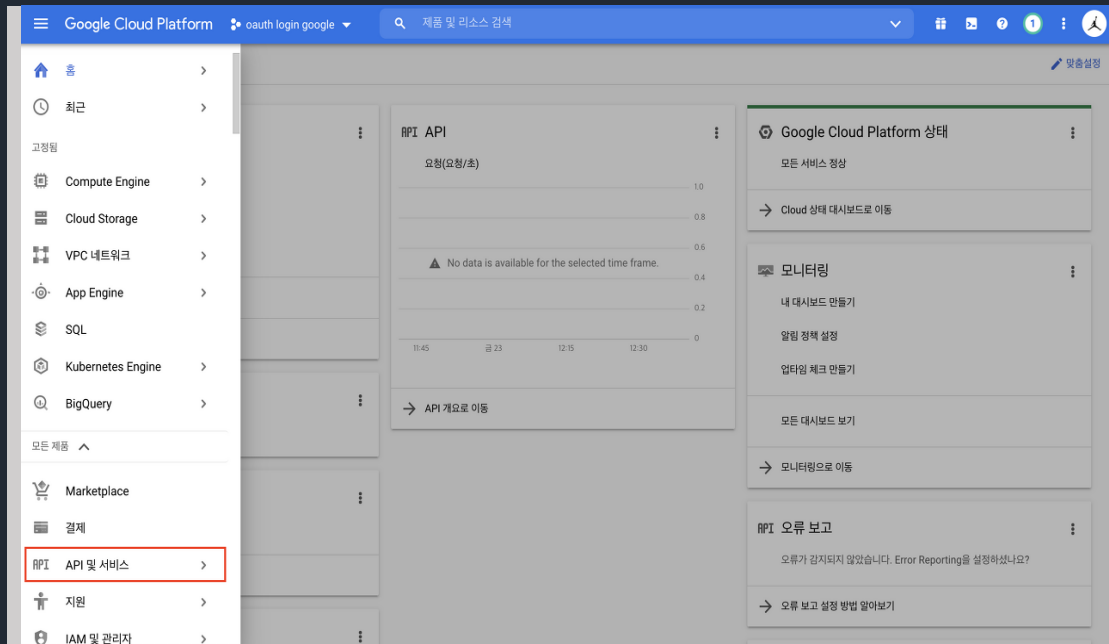 Google Cloud Platform
oauth login google
제품 및 리소스 검색
1
맞춤설정
홈
최근
고정됨
Compute Engine
Cloud Storage
VPC 네트워크
App Engine
SQL
Kubernetes Engine
BigQuery
모든 제품
Marketplace
결제
API API 및 서비스
지원
IAM 및 관리자
API API
요청(요청/초)
1.0
0.8
0.6
No data is available for the selected time frame.
0.4
0.2
0
11:45
금 23
12:15
12:30
API 개요로 이동
Google Cloud Platform 상태
모든 서비스 정상
Cloud 상태 대시보드로 이동
모니터링
내 대시보드 만들기
알림 정책 설정
업타임 체크 만들기
모든 대시보드 보기
모니터링으로 이동
API 오류 보고
오류가 감지되지 않았습니다. Error Reporting을 설정하셨나요?
오류 보고 설정 방법 알아보기